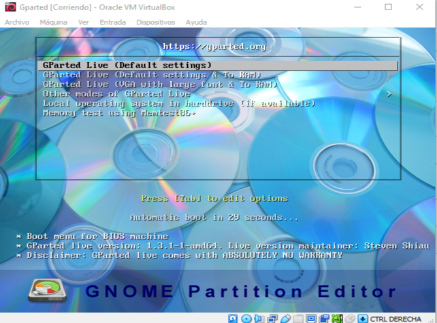 Gparted [Corriendo] - Oracle VM VirtualBox
Archivo Máquina Ver Entrada Dispositivos Ayuda
https://gparted.org
GParted Live (Default settings)
GParted Live (Default settings & To RAM)
GParted Live (VGA with large font & To RAM)
Other modes of GParted Live >
Local operating system in harddrive (if available)
Memory test using Memtest86+
Press [Tab] to edit options
Automatic boot in 29 seconds...
* Boot menu for BIOS machine
* GParted live version: 1.3.1-1-amd64. Live version maintainer: Steven Shiau
* Disclaimer: GParted live comes with ABSOLUTELY NO WARRANTY
GNOME Partition Editor
CTRL DERECHA